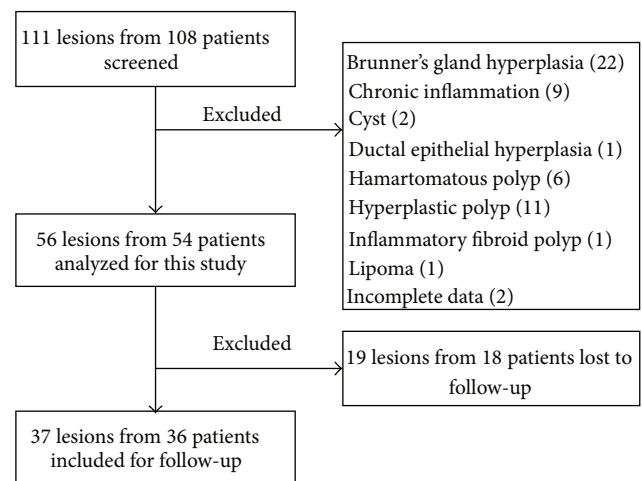 111 lesions from 108 patients
screened
Excluded
Brunner's gland hyperplasia (22)
Chronic inflammation (9)
Cyst (2)
Ductal epithelial hyperplasia (1)
Hamartomatous polyp (6)
Hyperplastic polyp (11)
Inflammatory fibroid polyp (1)
Lipoma (1)
Incomplete data (2)
56 lesions from 54 patients
analyzed for this study
Excluded
19 lesions from 18 patients lost to
follow-up
37 lesions from 36 patients
included for follow-up